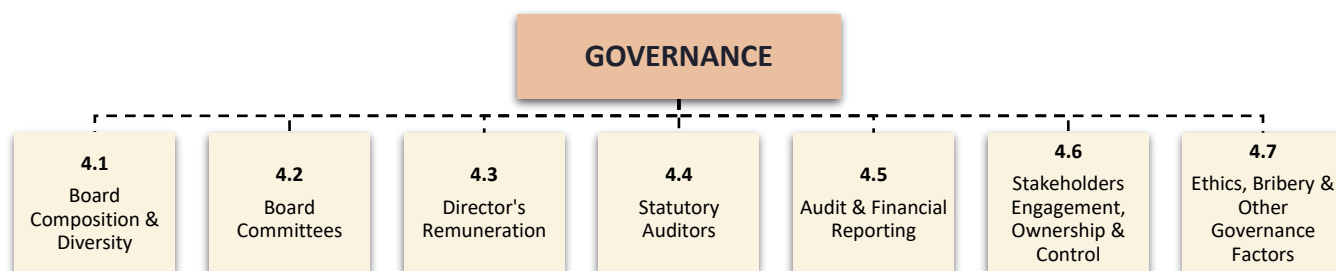 GOVERNANCE
4.1
Board
Composition &
Diversity
4.2
Board
Committees
4.3
Director's
Remuneration
4.4
Statutory
Auditors
4.5
Audit & Financial
Reporting
4.6
Stakeholders
Engagement,
Ownership &
Control
4.7
Ethics, Bribery &
Other
Governance
Factors